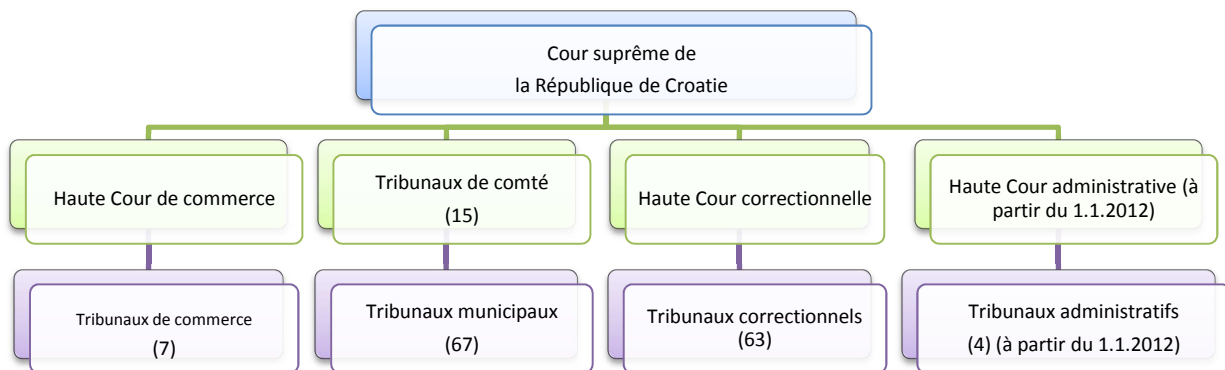 Cour suprême de
la République de Croatie
Haute Cour de commerce
Tribunaux de comté
(15)
Haute Cour correctionnelle
Haute Cour administrative (à
partir du 1.1.2012)
Tribunaux de commerce
(7)
Tribunaux municipaux
(67)
Tribunaux correctionnels
(63)
Tribunaux administratifs
(4) (à partir du 1.1.2012)